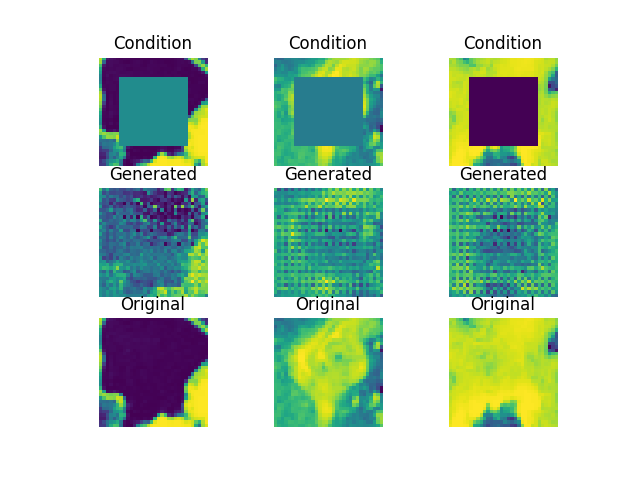 Condition Condition Condition
Generated Generated Generated
Original Original Original